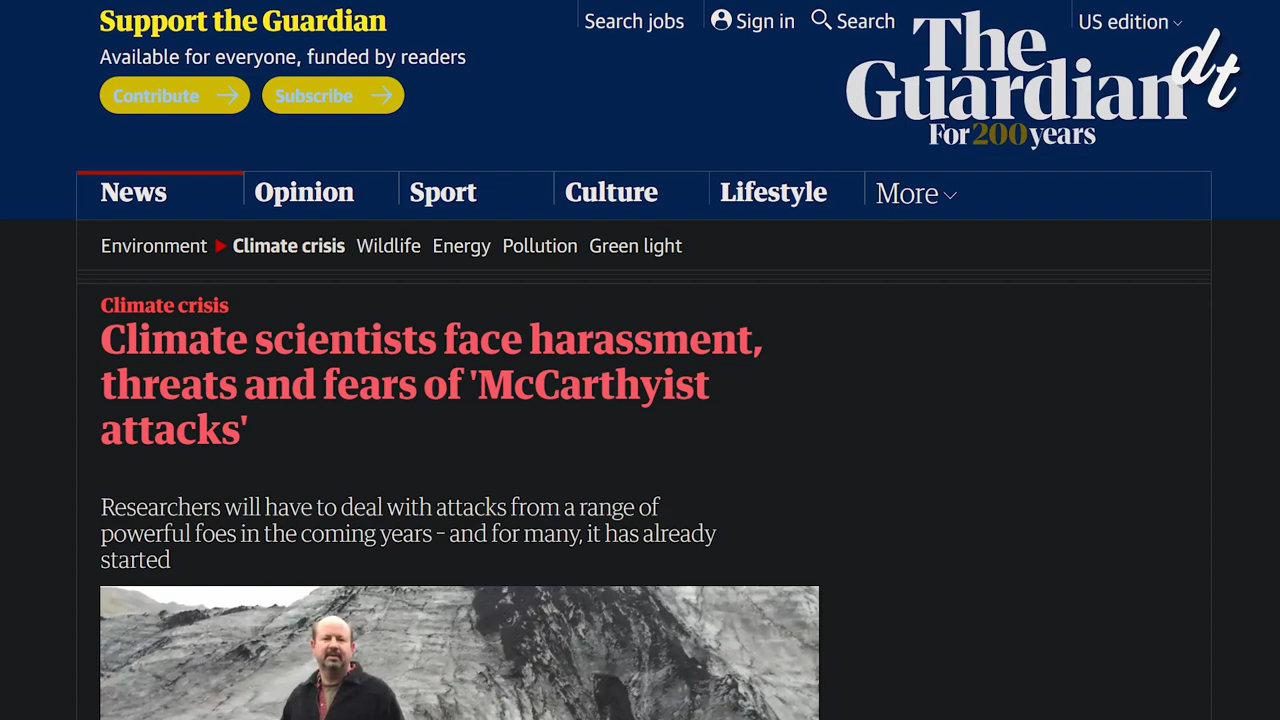 Support the Guardian
Available for everyone, funded by readers
Contribute
Subscribe
Search jobs
Sign in
Search
US edition
The
Guardian
For 200 years
dt
News
Opinion
Sport
Culture
Lifestyle
More
Environment
Climate crisis
Wildlife
Energy
Pollution
Green light
Climate crisis
Climate scientists face harassment,
threats and fears of 'McCarthyist
attacks'
Researchers will have to deal with attacks from a range of
powerful foes in the coming years – and for many, it has already
started